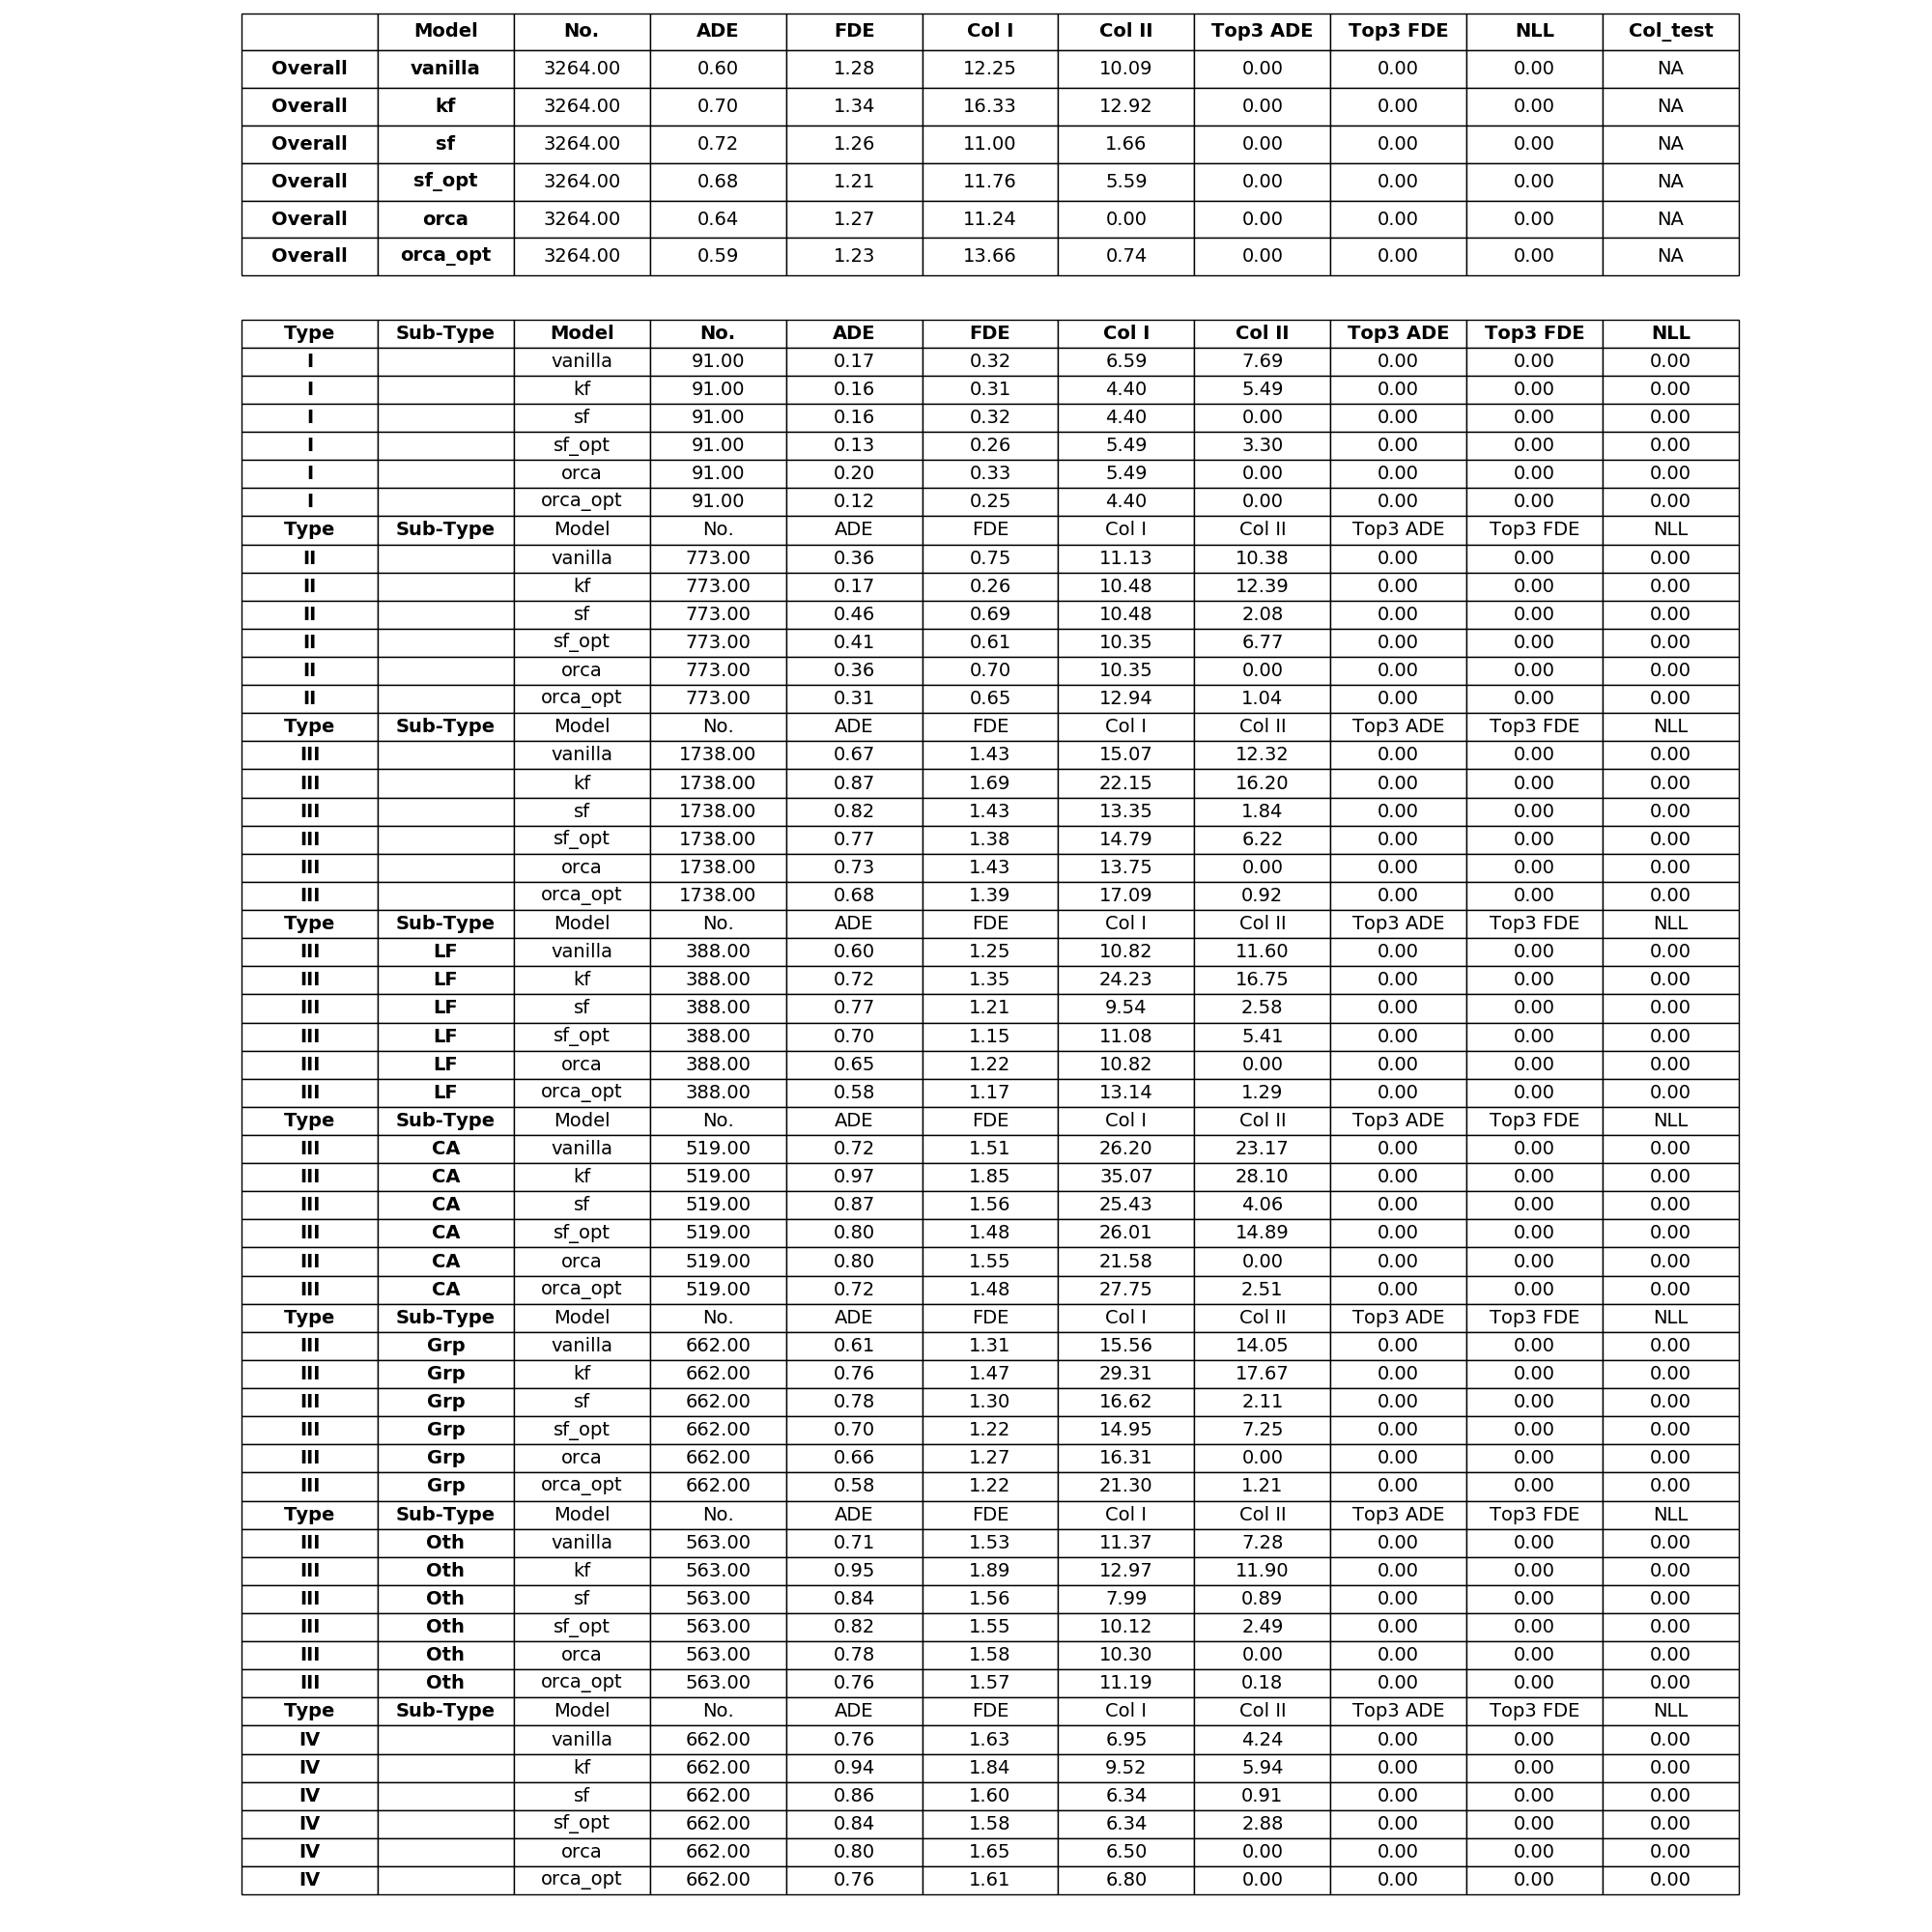 Model No. ADE FDE Col I Col II Top3 ADE Top3 FDE NLL Col_test
Overall vanilla 3264.00 0.60 1.28 12.25 10.09 0.00 0.00 0.00 NA
Overall kf 3264.00 0.70 1.34 16.33 12.92 0.00 0.00 0.00 NA
Overall sf 3264.00 0.72 1.26 11.00 1.66 0.00 0.00 0.00 NA
Overall sf_opt 3264.00 0.68 1.21 11.76 5.59 0.00 0.00 0.00 NA
Overall orca 3264.00 0.64 1.27 11.24 0.00 0.00 0.00 0.00 NA
Overall orca_opt 3264.00 0.59 1.23 13.66 0.74 0.00 0.00 0.00 NA
Type Sub-Type Model No. ADE FDE Col I Col II Top3 ADE Top3 FDE NLL
I vanilla 91.00 0.17 0.32 6.59 7.69 0.00 0.00 0.00
I kf 91.00 0.16 0.31 4.40 5.49 0.00 0.00 0.00
I sf 91.00 0.16 0.32 4.40 0.00 0.00 0.00 0.00
I sf_opt 91.00 0.13 0.26 5.49 3.30 0.00 0.00 0.00
I orca 91.00 0.20 0.33 5.49 0.00 0.00 0.00 0.00
I orca_opt 91.00 0.12 0.25 4.40 0.00 0.00 0.00 0.00
Type Sub-Type Model No. ADE FDE Col I Col II Top3 ADE Top3 FDE NLL
II vanilla 773.00 0.36 0.75 11.13 10.38 0.00 0.00 0.00
II kf 773.00 0.17 0.26 10.48 12.39 0.00 0.00 0.00
II sf 773.00 0.46 0.69 10.48 2.08 0.00 0.00 0.00
II sf_opt 773.00 0.41 0.61 10.35 6.77 0.00 0.00 0.00
II orca 773.00 0.36 0.70 10.35 0.00 0.00 0.00 0.00
II orca_opt 773.00 0.31 0.65 12.94 1.04 0.00 0.00 0.00
Type Sub-Type Model No. ADE FDE Col I Col II Top3 ADE Top3 FDE NLL
III vanilla 1738.00 0.67 1.43 15.07 12.32 0.00 0.00 0.00
III kf 1738.00 0.87 1.69 22.15 16.20 0.00 0.00 0.00
III sf 1738.00 0.82 1.43 13.35 1.84 0.00 0.00 0.00
III sf_opt 1738.00 0.77 1.38 14.79 6.22 0.00 0.00 0.00
III orca 1738.00 0.73 1.43 13.75 0.00 0.00 0.00 0.00
III orca_opt 1738.00 0.68 1.39 17.09 0.92 0.00 0.00 0.00
Type Sub-Type Model No. ADE FDE Col I Col II Top3 ADE Top3 FDE NLL
III LF vanilla 388.00 0.60 1.25 10.82 11.60 0.00 0.00 0.00
III LF kf 388.00 0.72 1.35 24.23 16.75 0.00 0.00 0.00
III LF sf 388.00 0.77 1.21 9.54 2.58 0.00 0.00 0.00
III LF sf_opt 388.00 0.70 1.15 11.08 5.41 0.00 0.00 0.00
III LF orca 388.00 0.65 1.22 10.82 0.00 0.00 0.00 0.00
III LF orca_opt 388.00 0.58 1.17 13.14 1.29 0.00 0.00 0.00
Type Sub-Type Model No. ADE FDE Col I Col II Top3 ADE Top3 FDE NLL
III CA vanilla 519.00 0.72 1.51 26.20 23.17 0.00 0.00 0.00
III CA kf 519.00 0.97 1.85 35.07 28.10 0.00 0.00 0.00
III CA sf 519.00 0.87 1.56 25.43 4.06 0.00 0.00 0.00
III CA sf_opt 519.00 0.80 1.48 26.01 14.89 0.00 0.00 0.00
III CA orca 519.00 0.80 1.55 21.58 0.00 0.00 0.00 0.00
III CA orca_opt 519.00 0.72 1.48 27.75 2.51 0.00 0.00 0.00
Type Sub-Type Model No. ADE FDE Col I Col II Top3 ADE Top3 FDE NLL
III Grp vanilla 662.00 0.61 1.31 15.56 14.05 0.00 0.00 0.00
III Grp kf 662.00 0.76 1.47 29.31 17.67 0.00 0.00 0.00
III Grp sf 662.00 0.78 1.30 16.62 2.11 0.00 0.00 0.00
III Grp sf_opt 662.00 0.70 1.22 14.95 7.25 0.00 0.00 0.00
III Grp orca 662.00 0.66 1.27 16.31 0.00 0.00 0.00 0.00
III Grp orca_opt 662.00 0.58 1.22 21.30 1.21 0.00 0.00 0.00
Type Sub-Type Model No. ADE FDE Col I Col II Top3 ADE Top3 FDE NLL
III Oth vanilla 563.00 0.71 1.53 11.37 7.28 0.00 0.00 0.00
III Oth kf 563.00 0.95 1.89 12.97 11.90 0.00 0.00 0.00
III Oth sf 563.00 0.84 1.56 7.99 0.89 0.00 0.00 0.00
III Oth sf_opt 563.00 0.82 1.55 10.12 2.49 0.00 0.00 0.00
III Oth orca 563.00 0.78 1.58 10.30 0.00 0.00 0.00 0.00
III Oth orca_opt 563.00 0.76 1.57 11.19 0.18 0.00 0.00 0.00
Type Sub-Type Model No. ADE FDE Col I Col II Top3 ADE Top3 FDE NLL
IV vanilla 662.00 0.76 1.63 6.95 4.24 0.00 0.00 0.00
IV kf 662.00 0.94 1.84 9.52 5.94 0.00 0.00 0.00
IV sf 662.00 0.86 1.60 6.34 0.91 0.00 0.00 0.00
IV sf_opt 662.00 0.84 1.58 6.34 2.88 0.00 0.00 0.00
IV orca 662.00 0.80 1.65 6.50 0.00 0.00 0.00 0.00
IV orca_opt 662.00 0.76 1.61 6.80 0.00 0.00 0.00 0.00